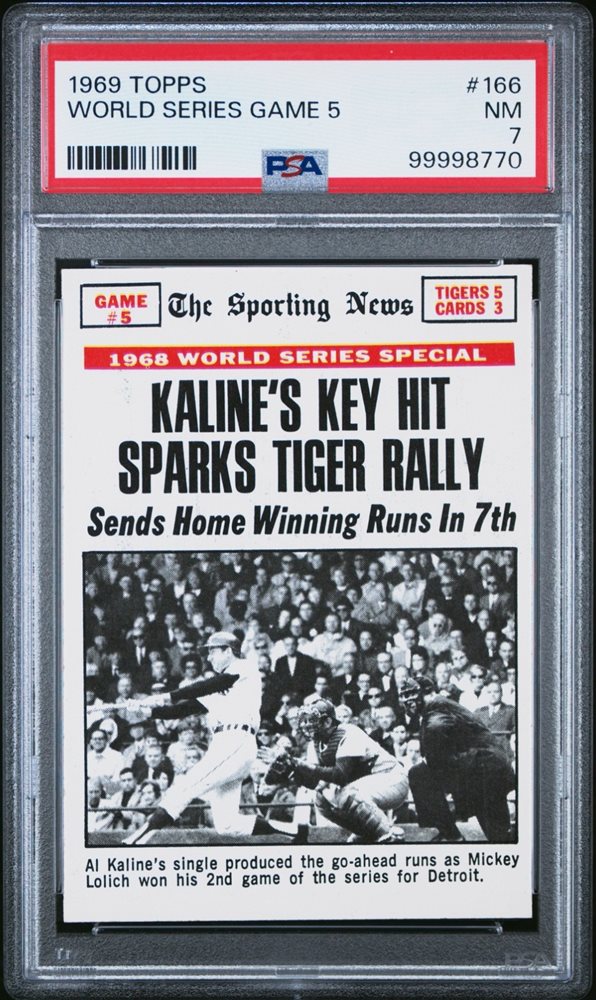 1969 TOPPS #166
WORLD SERIES GAME 5 NM
7
PSA 99998770
GAME #5
The Sporting News
TIGERS 5
CARDS 3
1968 WORLD SERIES SPECIAL
KALINE'S KEY HIT
SPARKS TIGER RALLY
Sends Home Winning Runs In 7th
Al Kaline's single produced the go-ahead runs as Mickey
Lolich won his 2nd game of the series for Detroit.
PSA